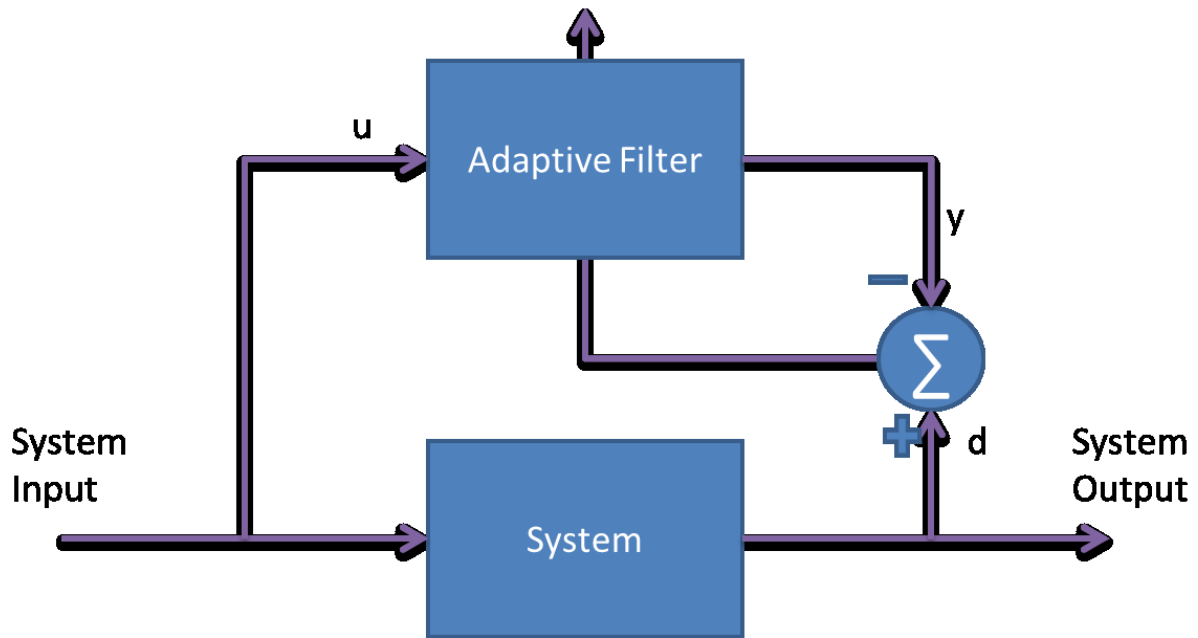 u
Adaptive Filter
y
−
∑
+
d
System
Input
System
System
Output